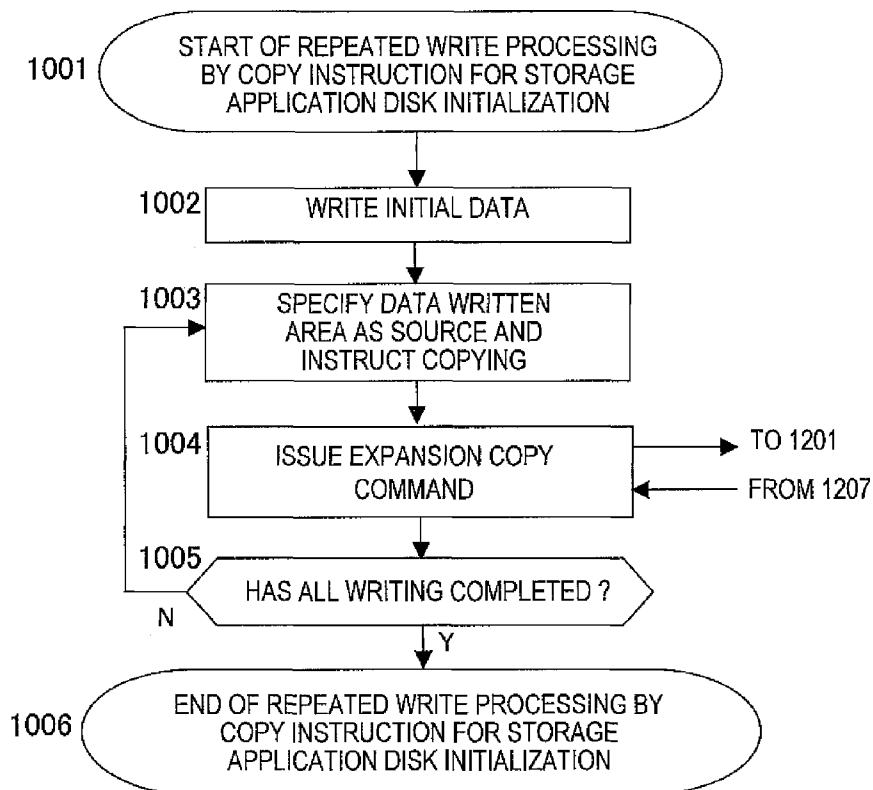 1001
START OF REPEATED WRITE PROCESSING
BY COPY INSTRUCTION FOR STORAGE
APPLICATION DISK INITIALIZATION
1002
WRITE INITIAL DATA
1003
SPECIFY DATA WRITTEN
AREA AS SOURCE AND
INSTRUCT COPYING
1004
ISSUE EXPANSION COPY
COMMAND
TO 1201
FROM 1207
1005
HAS ALL WRITING COMPLETED ?
N
Y
1006
END OF REPEATED WRITE PROCESSING BY
COPY INSTRUCTION FOR STORAGE
APPLICATION DISK INITIALIZATION